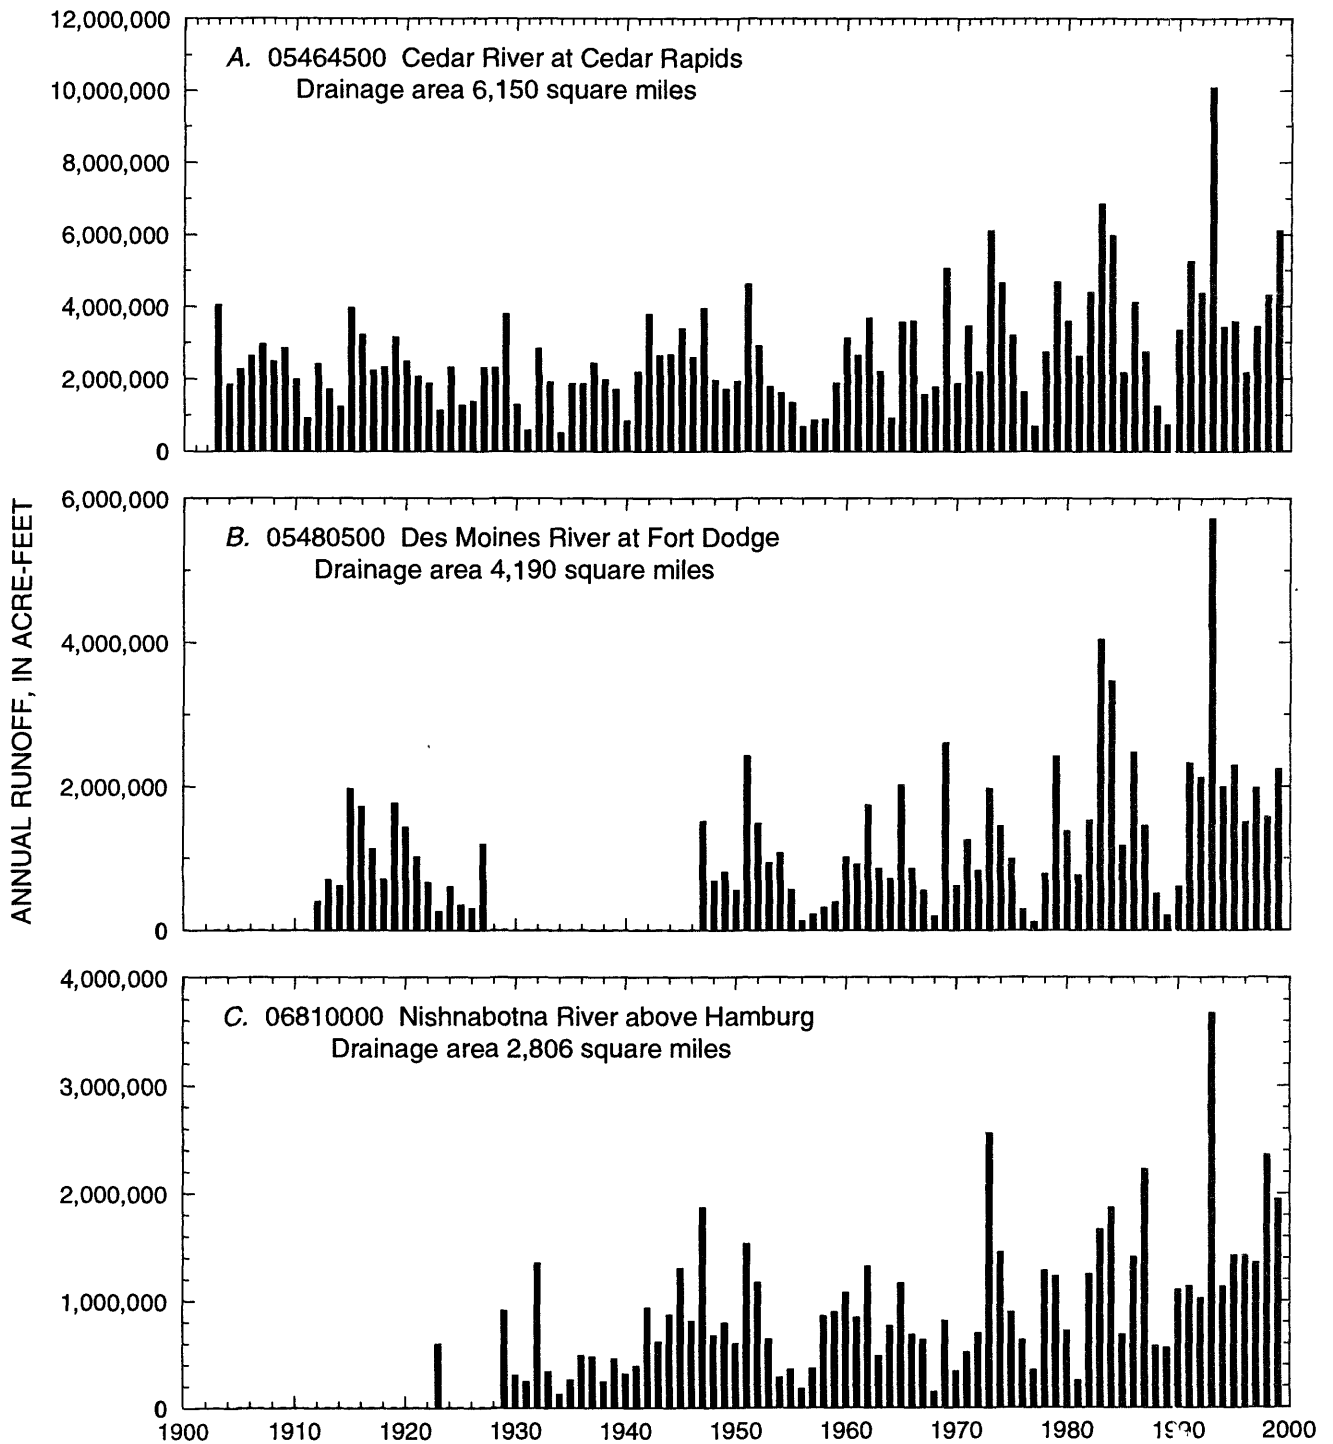 12,000,000
A. 05464500 Cedar River at Cedar Rapids
Drainage area 6,150 square miles
10,000,000
8,000,000
6,000,000
4,000,000
2,000,000
0
ANNUAL RUNOFF, IN ACRE-FEET
6,000,000
B. 05480500 Des Moines River at Fort Dodge
Drainage area 4,190 square miles
4,000,000
2,000,000
0
4,000,000
C. 06810000 Nishnabotna River above Hamburg
Drainage area 2,806 square miles
3,000,000
2,000,000
1,000,000
0
1900 1910 1920 1930 1940 1950 1960 1970 1980 1990 2000